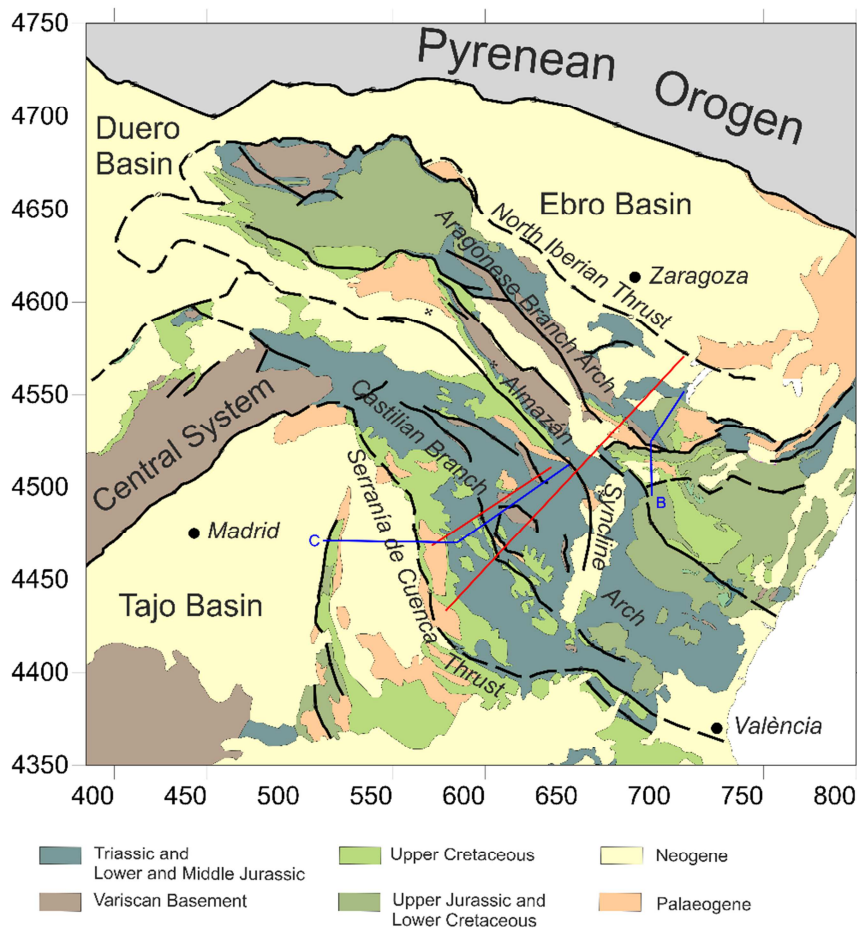 4750
Pyrenean Orogen
4700
Duero
Basin
4650
Ebro Basin
North Iberian Thrust
Aragonese Branch Arch
Zaragoza
4600
*
4550
Central System
Castilian Branch
Almazán
Syncline
4500
Serranía de Cuenca
Madrid
C
B
4450
Tajo Basin
Arch
Thrust
4400
València
4350
400 450 500 550 600 650 700 750 800
Triassic and
Lower and Middle Jurassic
Upper Cretaceous
Neogene
Variscan Basement
Upper Jurassic and
Lower Cretaceous
Palaeogene